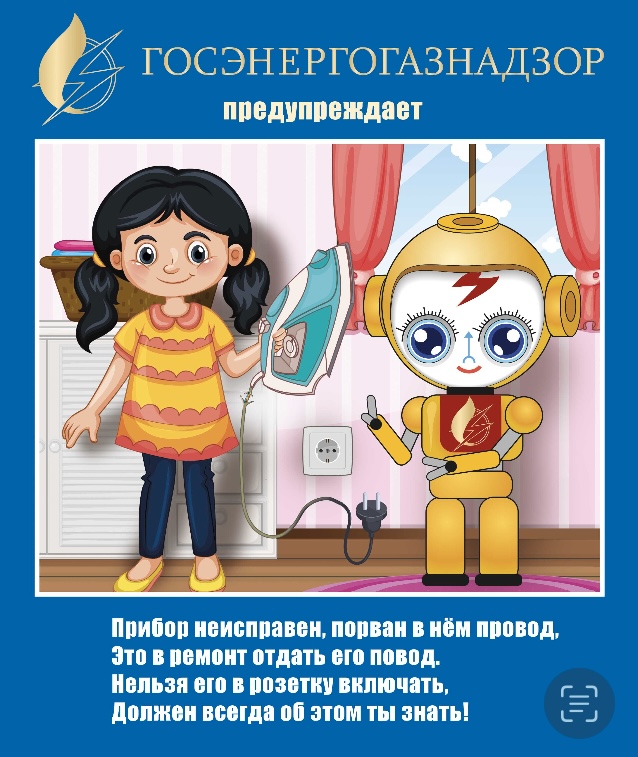 ГОСЭНЕРГОГАЗНАДЗОР
предупреждает
Прибор неисправен, порван в нём провод,
Это в ремонт отдать его повод.
Нельзя его в розетку включать,
Должен всегда об этом ты знать!